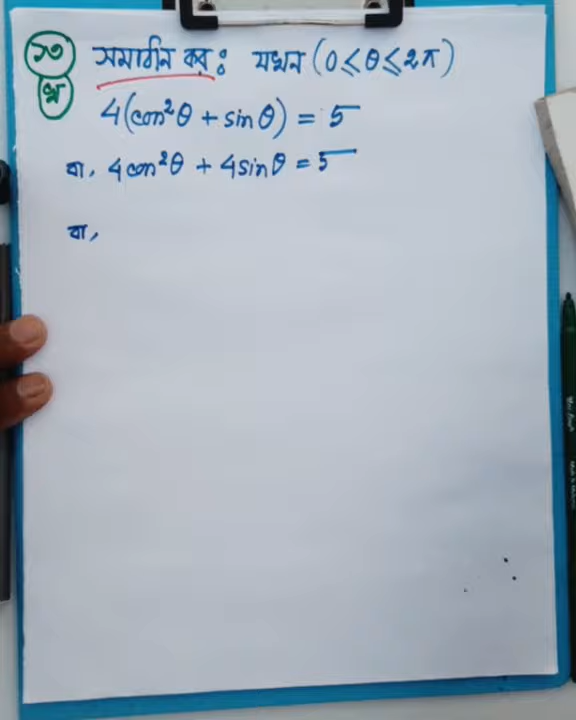 ১৩ সমাধান কর : যখন (0 ≤ θ ≤ 2π)
খ
4(cos²θ + sinθ) = 5
বা, 4cos²θ + 4sinθ = 5
বা,